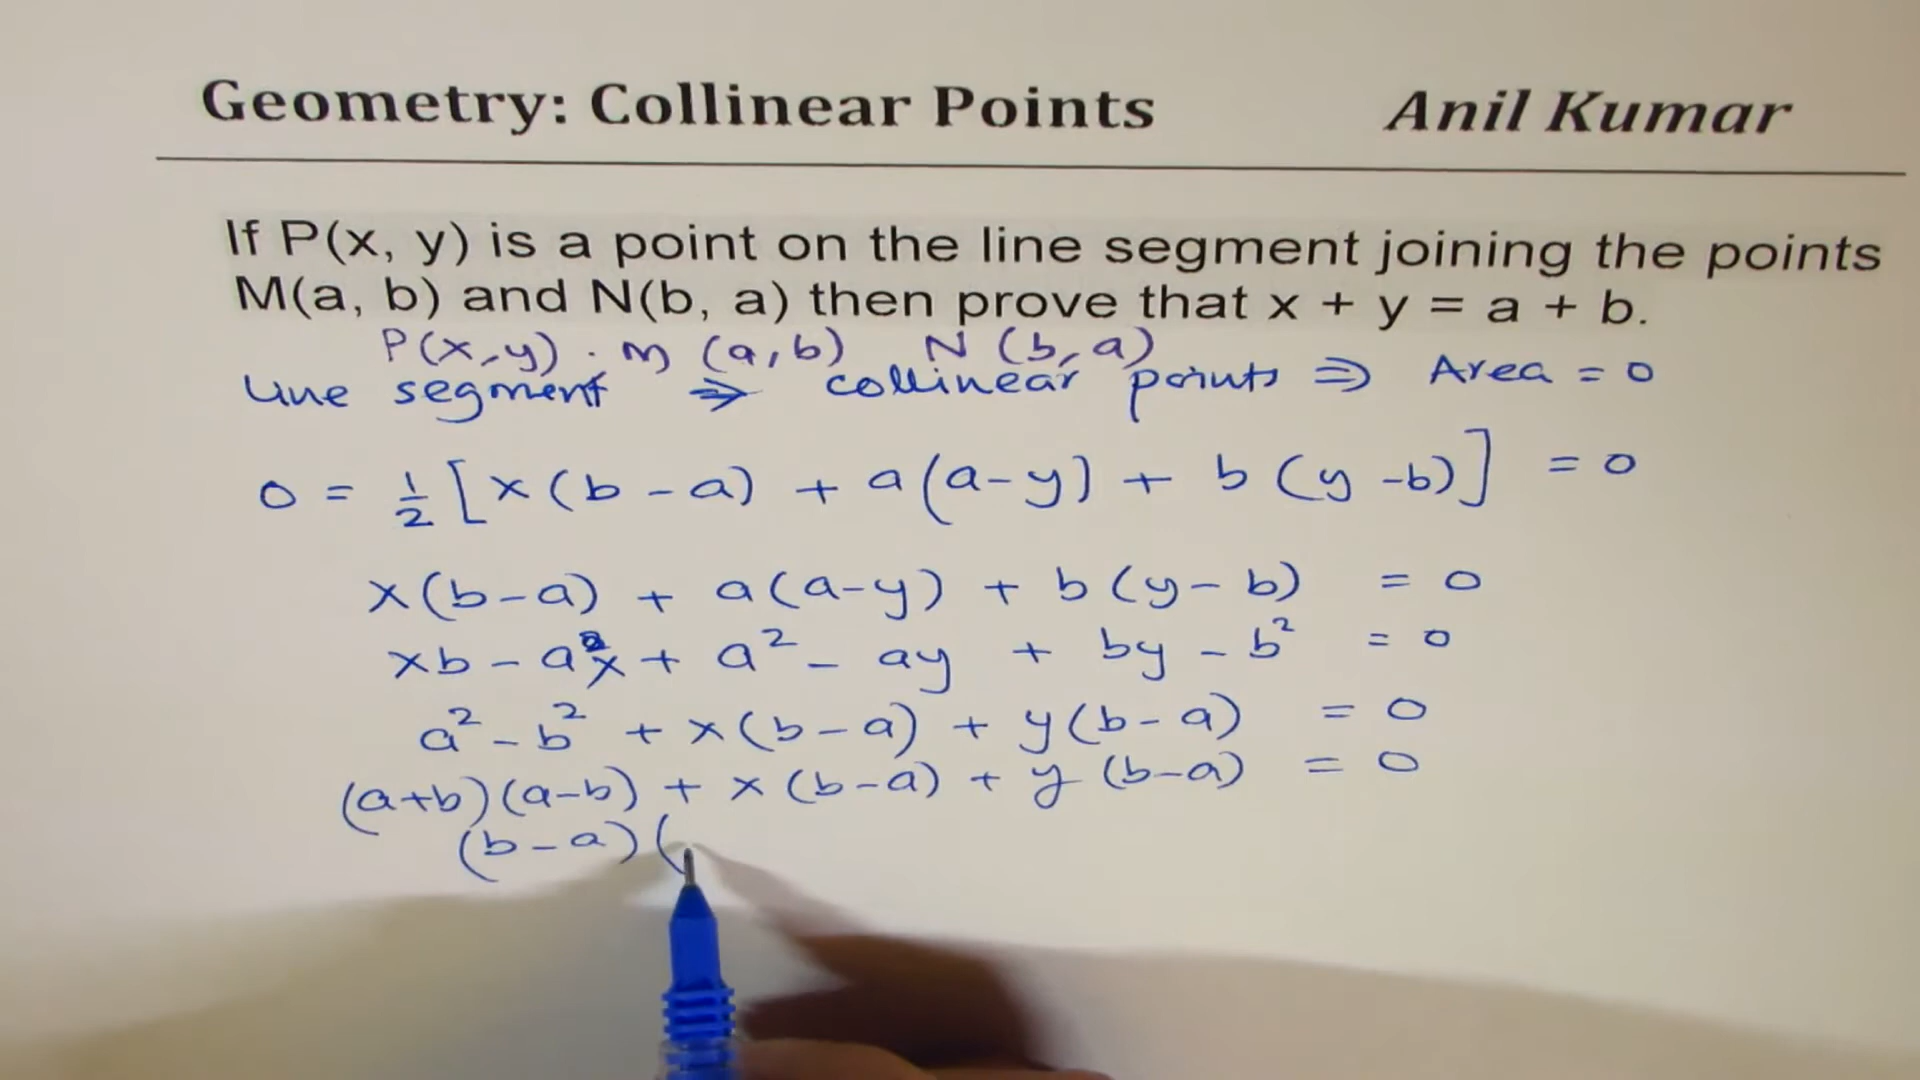 Geometry: Collinear Points Anil Kumar
If P(x, y) is a point on the line segment joining the points
M(a, b) and N(b, a) then prove that x + y = a + b.
P(x,y) . M (a,b) N (b,a)
Line segment ⇒ collinear points ⇒ Area = 0
0 = 1/2 [x(b-a) + a(a-y) + b(y-b)] = 0
x(b-a) + a(a-y) + b(y-b) = 0
xb - ax + a² - ay + by - b² = 0
a² - b² + x(b-a) + y(b-a) = 0
(a+b)(a-b) + x(b-a) + y(b-a) = 0
(b-a)(